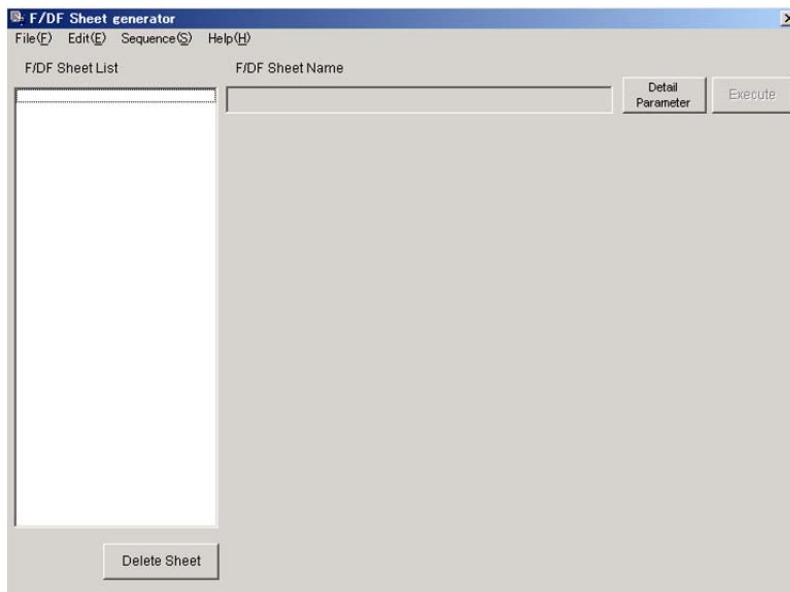 F/DF Sheet generator
File(F) Edit(E) Sequence(S) Help(H)
F/DF Sheet List
F/DF Sheet Name
Detail
Parameter
Execute
Delete Sheet